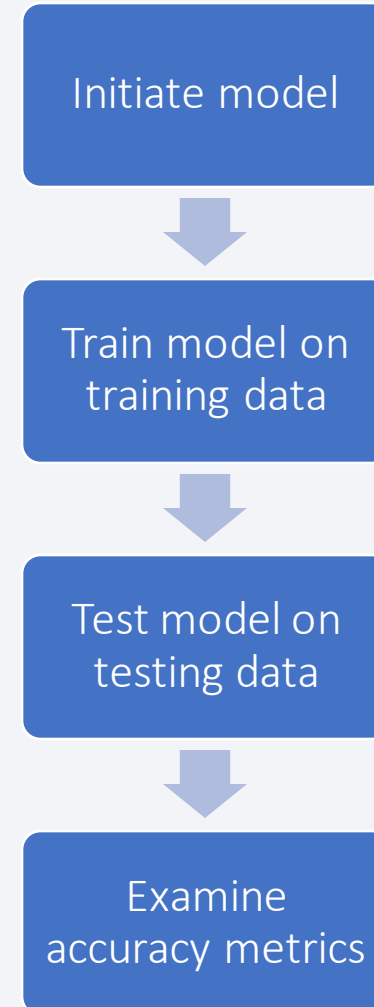 Initiate model
Train model on
training data
Test model on
testing data
Examine
accuracy metrics